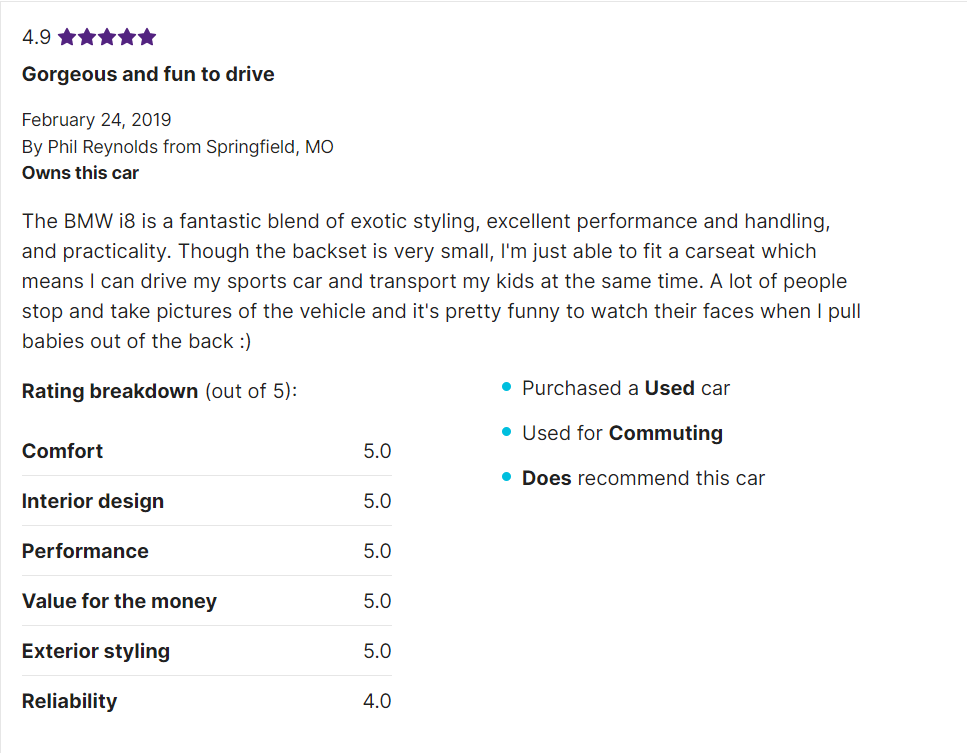 4.9
Gorgeous and fun to drive
February 24, 2019
By Phil Reynolds from Springfield, MO
Owns this car
The BMW i8 is a fantastic blend of exotic styling, excellent performance and handling,
and practicality. Though the backset is very small, I'm just able to fit a carseat which
means I can drive my sports car and transport my kids at the same time. A lot of people
stop and take pictures of the vehicle and it's pretty funny to watch their faces when I pull
babies out of the back :)
Rating breakdown (out of 5):
Comfort 5.0
Interior design 5.0
Performance 5.0
Value for the money 5.0
Exterior styling 5.0
Reliability 4.0
Purchased a Used car
Used for Commuting
Does recommend this car